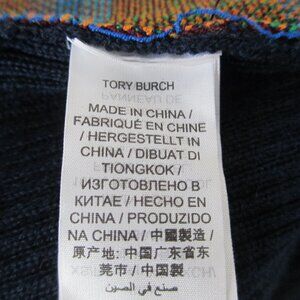 TORY BURCH
MADE IN CHINA /
FABRIQUÉ EN CHINE
/ HERGESTELLT IN
CHINA / DIBUAT DI
TIONGKOK /
ИЗГОТОВЛЕНО В
КИТАЕ / HECHO EN
CHINA / PRODUZIDO
NA CHINA / 中國製造 /
原产地: 中国广东省东
莞市 / 中国製 /
صنع في الصين